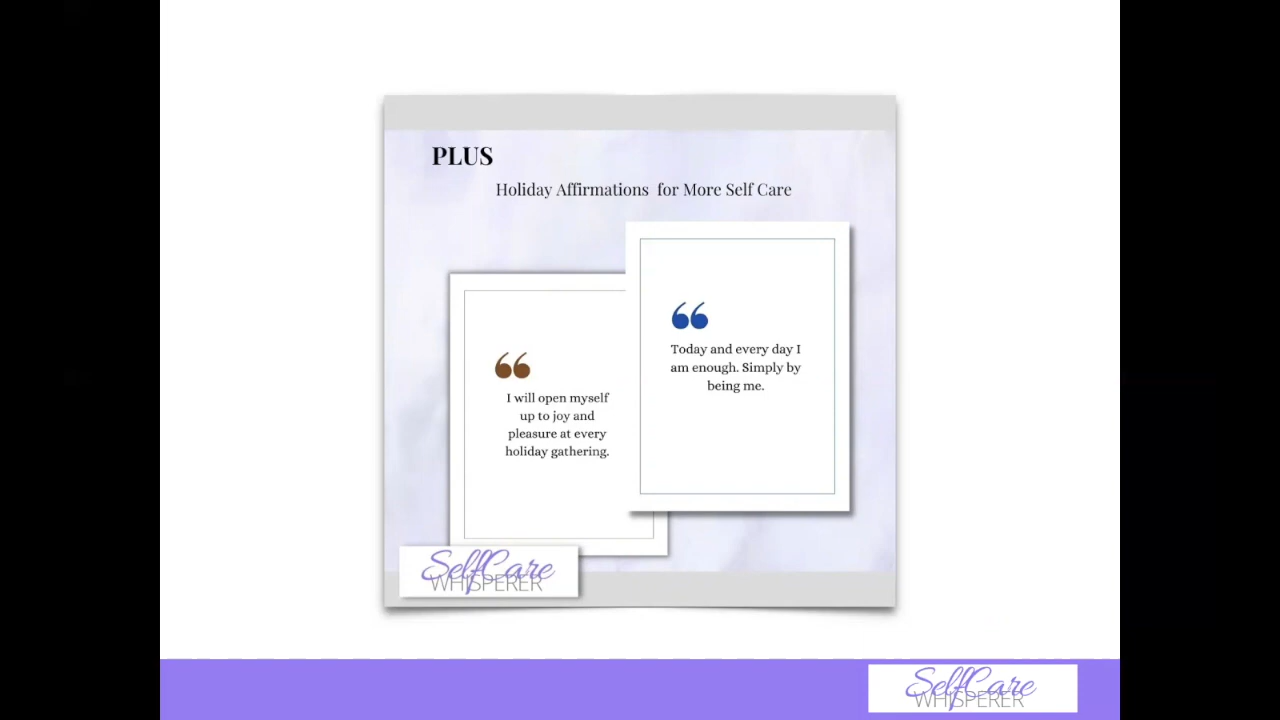 PLUS
Holiday Affirmations for More Self Care
❝
I will open myself
up to joy and
pleasure at every
holiday gathering.
❝
Today and every day I
am enough. Simply by
being me.
SelfCare
WHISPERER
SelfCare
WHISPERER